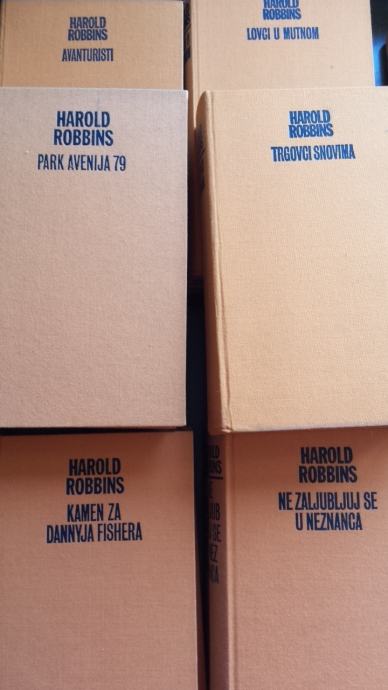 HAROLD
ROBBINS
AVANTURISTI
HAROLD
ROBBINS
LOVCI U MUTNOM
HAROLD
ROBBINS
PARK AVENIJA 79
HAROLD
ROBBINS
TRGOVCI SNOVIMA
HAROLD
ROBBINS
KAMEN ZA
DANNYJA FISHERA
HAROLD
ROBBINS
NE ZALJUBLJUJ SE
U NEZNANCA